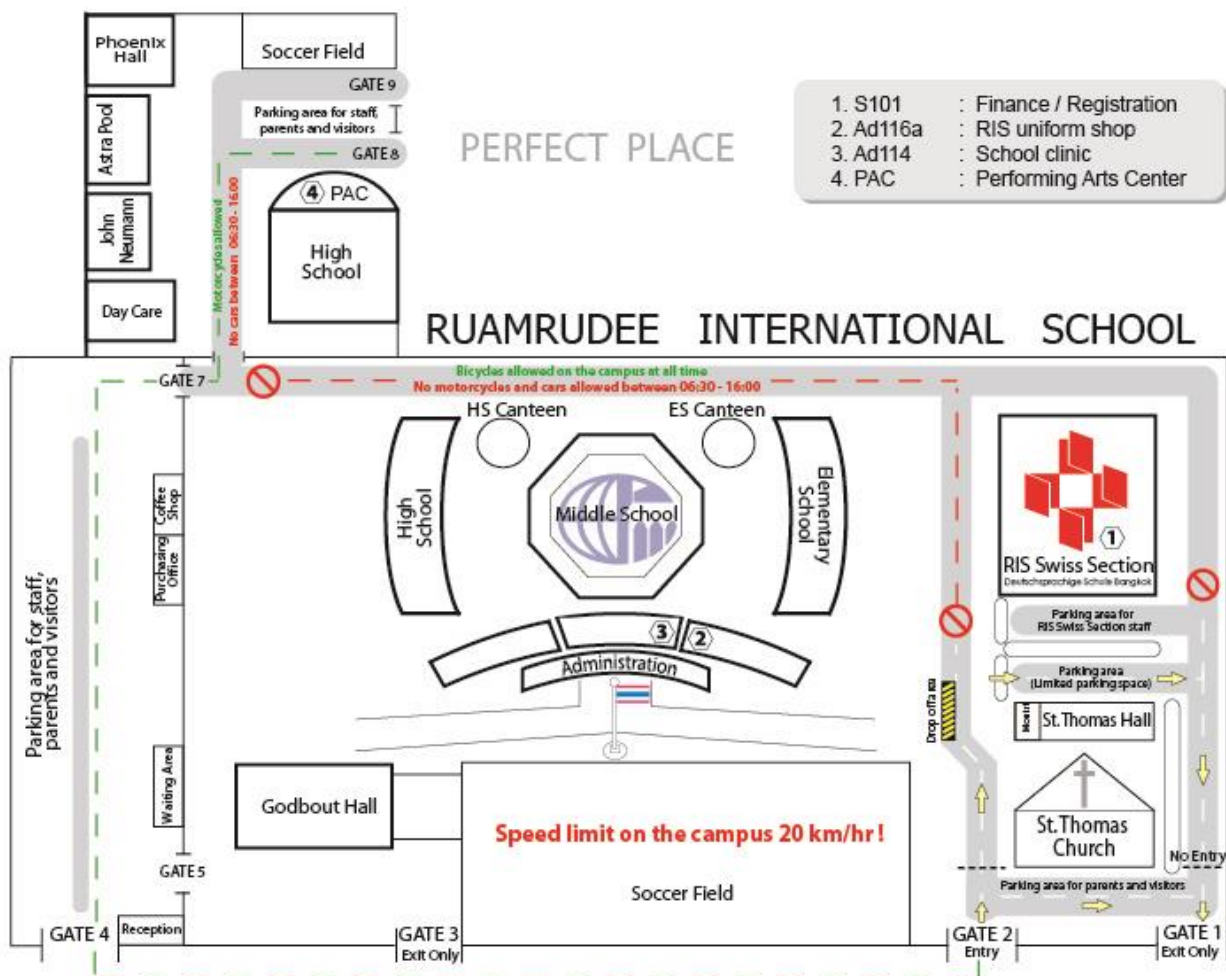 Phoenix
Hall
Soccer Field
GATE 9
Parking area for staff,
parents and visitors
GATE 8
Astra Pool
John
Neumann
Day Care
4 PAC
High
School
Motorcycles allowed
No cars between 06:30 - 16.00
PERFECT PLACE
1. S101 : Finance / Registration
2. Ad116a : RIS uniform shop
3. Ad114 : School clinic
4. PAC : Performing Arts Center
RUAMRUDEE INTERNATIONAL SCHOOL
GATE 7
Bicycles allowed on the campus at all time
No motorcycles and cars allowed between 06:30 - 16:00
HS Canteen
ES Canteen
High
School
Middle School
Elementary
School
Coffee
Shop
Purchasing
Office
Parking area for staff,
parents and visitors
1
RIS Swiss Section
Deutschsprachige Schule Bangkok
Parking area for
RIS Swiss Section staff
3
2
Administration
Parking area
(Limited parking space)
Drop off area
St. Thomas Hall
Waiting Area
Godbout Hall
Speed limit on the campus 20 km/hr !
Soccer Field
St. Thomas
Church
No Entry
Parking area for parents and visitors
GATE 5
Reception
GATE 4
GATE 3
Exit Only
GATE 2
Entry
GATE 1
Exit Only